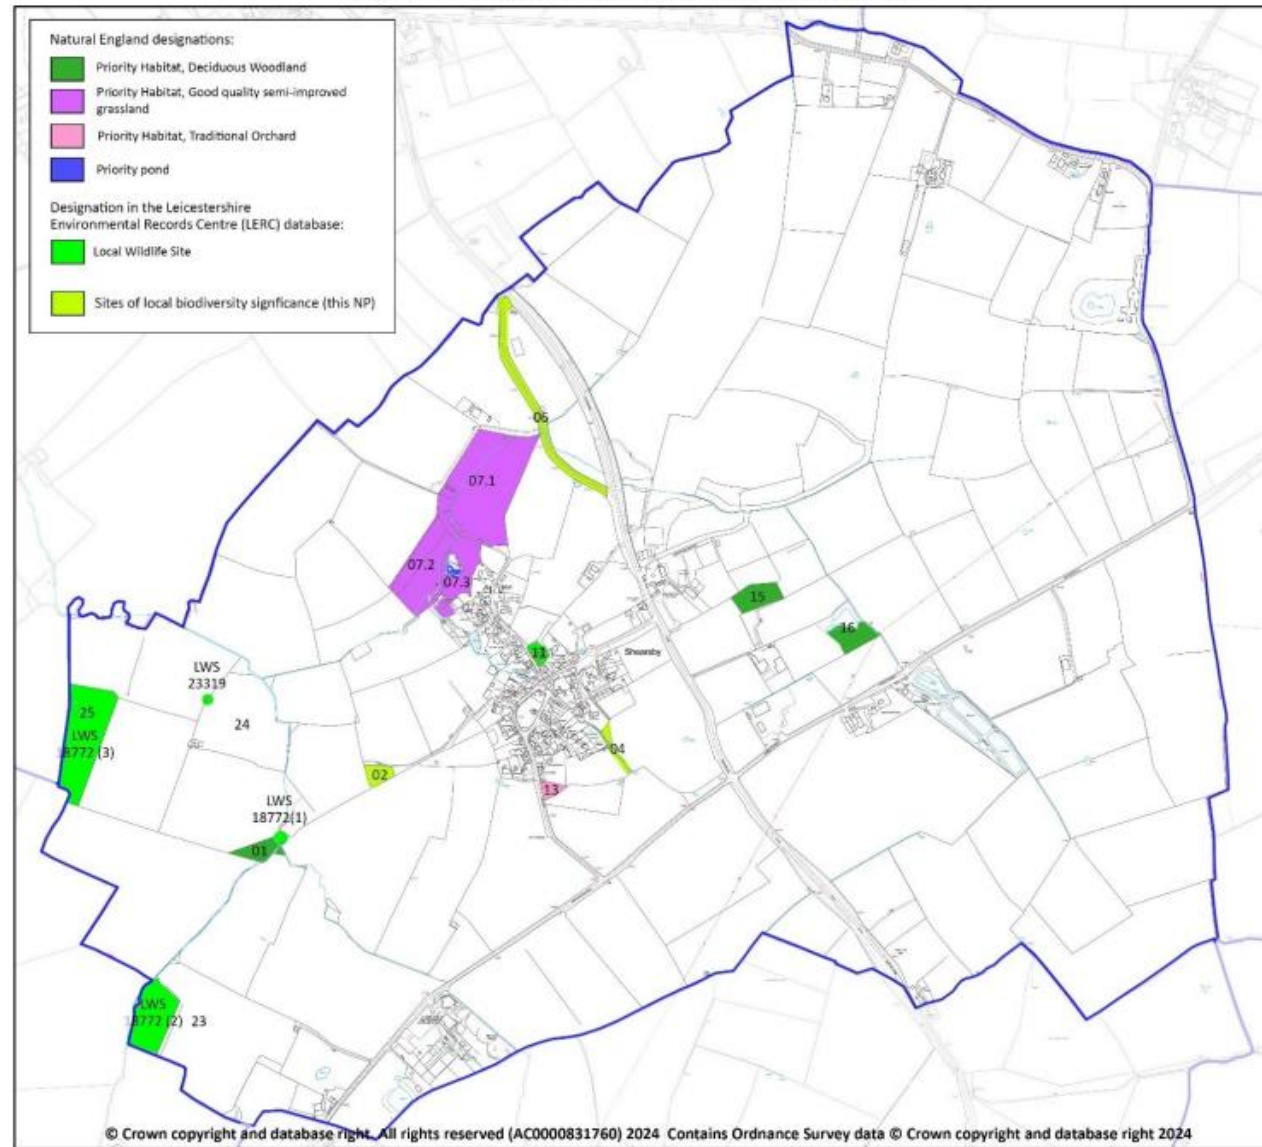 Natural England designations:
Priority Habitat, Deciduous Woodland
Priority Habitat, Good quality semi-improved
grassland
Priority Habitat, Traditional Orchard
Priority pond
Designation in the Leicestershire
Environmental Records Centre (LERC) database:
Local Wildlife Site
Sites of local biodiversity signficance (this NP)
06
07.1
07.2
07.3
15
16
11
Shearsby
LWS
23319
24
25
LWS
18772 (3)
04
02
13
LWS
18772(1)
01
LWS
18772 (2) 23
© Crown copyright and database right. All rights reserved (AC0000831760) 2024 Contains Ordnance Survey data © Crown copyright and database right 2024